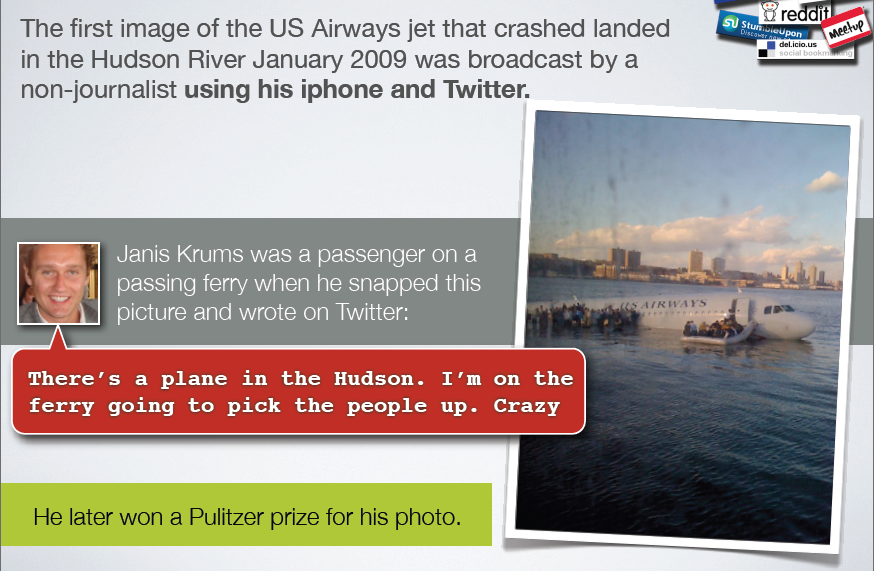 The first image of the US Airways jet that crashed landed
in the Hudson River January 2009 was broadcast by a
non-journalist using his iphone and Twitter.
StumbleUpon
Discover new
reddit
Meetup
del.icio.us
social bookmarking
Janis Krums was a passenger on a
passing ferry when he snapped this
picture and wrote on Twitter:
US AIRWAYS
There's a plane in the Hudson. I'm on the
ferry going to pick the people up. Crazy
He later won a Pulitzer prize for his photo.